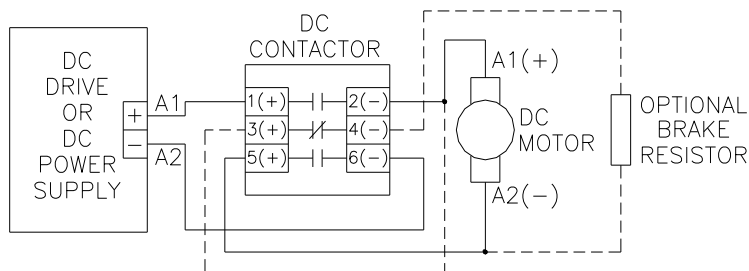 DC
DRIVE
OR
DC
POWER
SUPPLY
+
−
A1
A2
DC
CONTACTOR
1(+)
2(−)
3(+)
4(−)
5(+)
6(−)
A1(+)
DC
MOTOR
A2(−)
OPTIONAL
BRAKE
RESISTOR